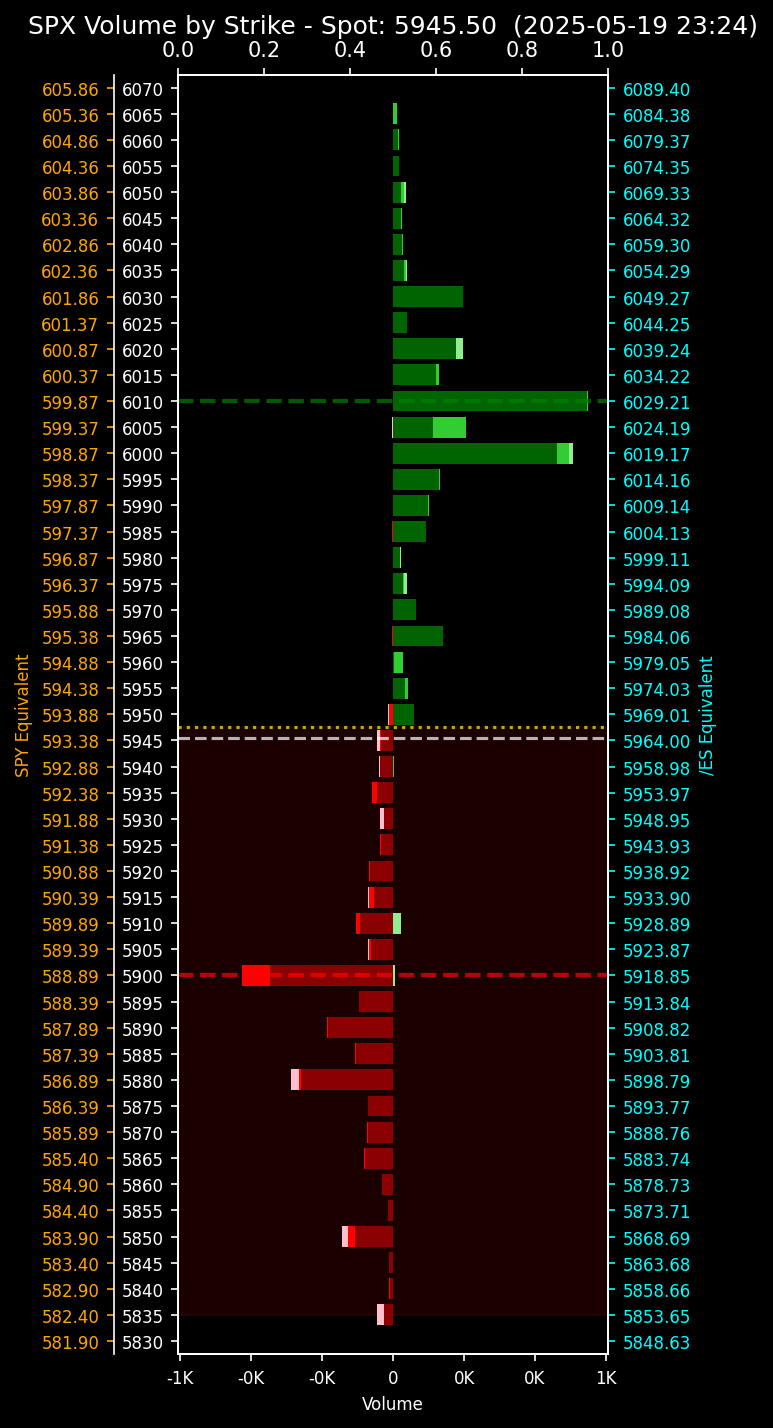 SPX Volume by Strike - Spot: 5945.50  (2025-05-19 23:24)
0.0 0.2 0.4 0.6 0.8 1.0
605.86 6070 6089.40
605.36 6065 6084.38
604.86 6060 6079.37
604.36 6055 6074.35
603.86 6050 6069.33
603.36 6045 6064.32
602.86 6040 6059.30
602.36 6035 6054.29
601.86 6030 6049.27
601.37 6025 6044.25
600.87 6020 6039.24
600.37 6015 6034.22
599.87 6010 6029.21
599.37 6005 6024.19
598.87 6000 6019.17
598.37 5995 6014.16
597.87 5990 6009.14
597.37 5985 6004.13
596.87 5980 5999.11
596.37 5975 5994.09
595.88 5970 5989.08
595.38 5965 5984.06
594.88 5960 5979.05
594.38 5955 5974.03
593.88 5950 5969.01
593.38 5945 5964.00
592.88 5940 5958.98
592.38 5935 5953.97
591.88 5930 5948.95
591.38 5925 5943.93
590.88 5920 5938.92
590.39 5915 5933.90
589.89 5910 5928.89
589.39 5905 5923.87
588.89 5900 5918.85
588.39 5895 5913.84
587.89 5890 5908.82
587.39 5885 5903.81
586.89 5880 5898.79
586.39 5875 5893.77
585.89 5870 5888.76
585.40 5865 5883.74
584.90 5860 5878.73
584.40 5855 5873.71
583.90 5850 5868.69
583.40 5845 5863.68
582.90 5840 5858.66
582.40 5835 5853.65
581.90 5830 5848.63
SPY Equivalent
/ES Equivalent
-1K -0K -0K 0 0K 0K 1K
Volume